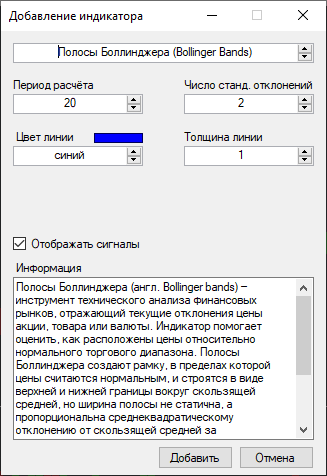 Добавление индикатора
Полосы Боллинджера (Bollinger Bands)
Период расчёта
Число станд. отклонений
20
2
Цвет линии
Толщина линии
синий
1
Отображать сигналы
Информация
Полосы Боллинджера (англ. Bollinger bands) –
инструмент технического анализа финансовых
рынков, отражающий текущие отклонения цены
акции, товара или валюты. Индикатор помогает
оценить, как расположены цены относительно
нормального торгового диапазона. Полосы
Боллинджера создают рамку, в пределах которой
цены считаются нормальным, и строятся в виде
верхней и нижней границы вокруг скользящей
средней, но ширина полосы не статична, а
пропорциональна среднеквадратическому
отклонению от скользящей средней за
Добавить
Отмена